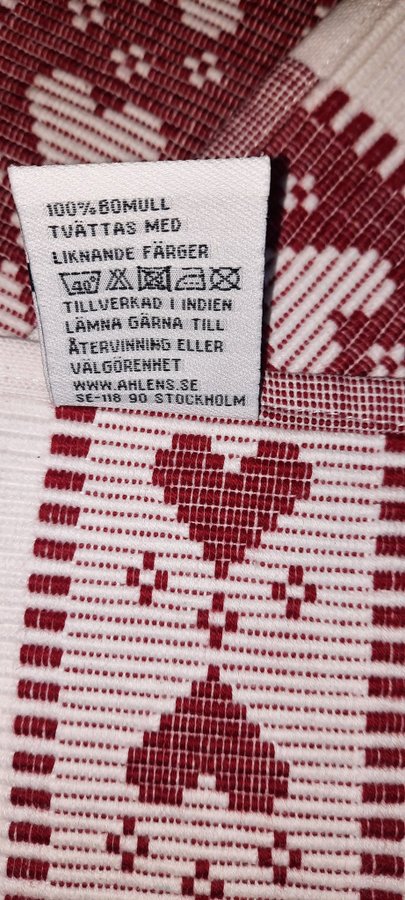 100% BOMULL
TVÄTTAS MED
LIKNANDE FÄRGER
40°
TILLVERKAD I INDIEN
LÄMNA GÄRNA TILL
ÅTERVINNING ELLER
VÄLGÖRENHET
WWW.AHLENS.SE
SE-118 90 STOCKHOLM